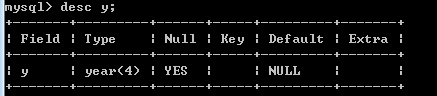 mysql> desc y;
+-------+---------+------+-----+---------+-------+
| Field | Type    | Null | Key | Default | Extra |
+-------+---------+------+-----+---------+-------+
| y     | year(4) | YES  |     | NULL    |       |
+-------+---------+------+-----+---------+-------+